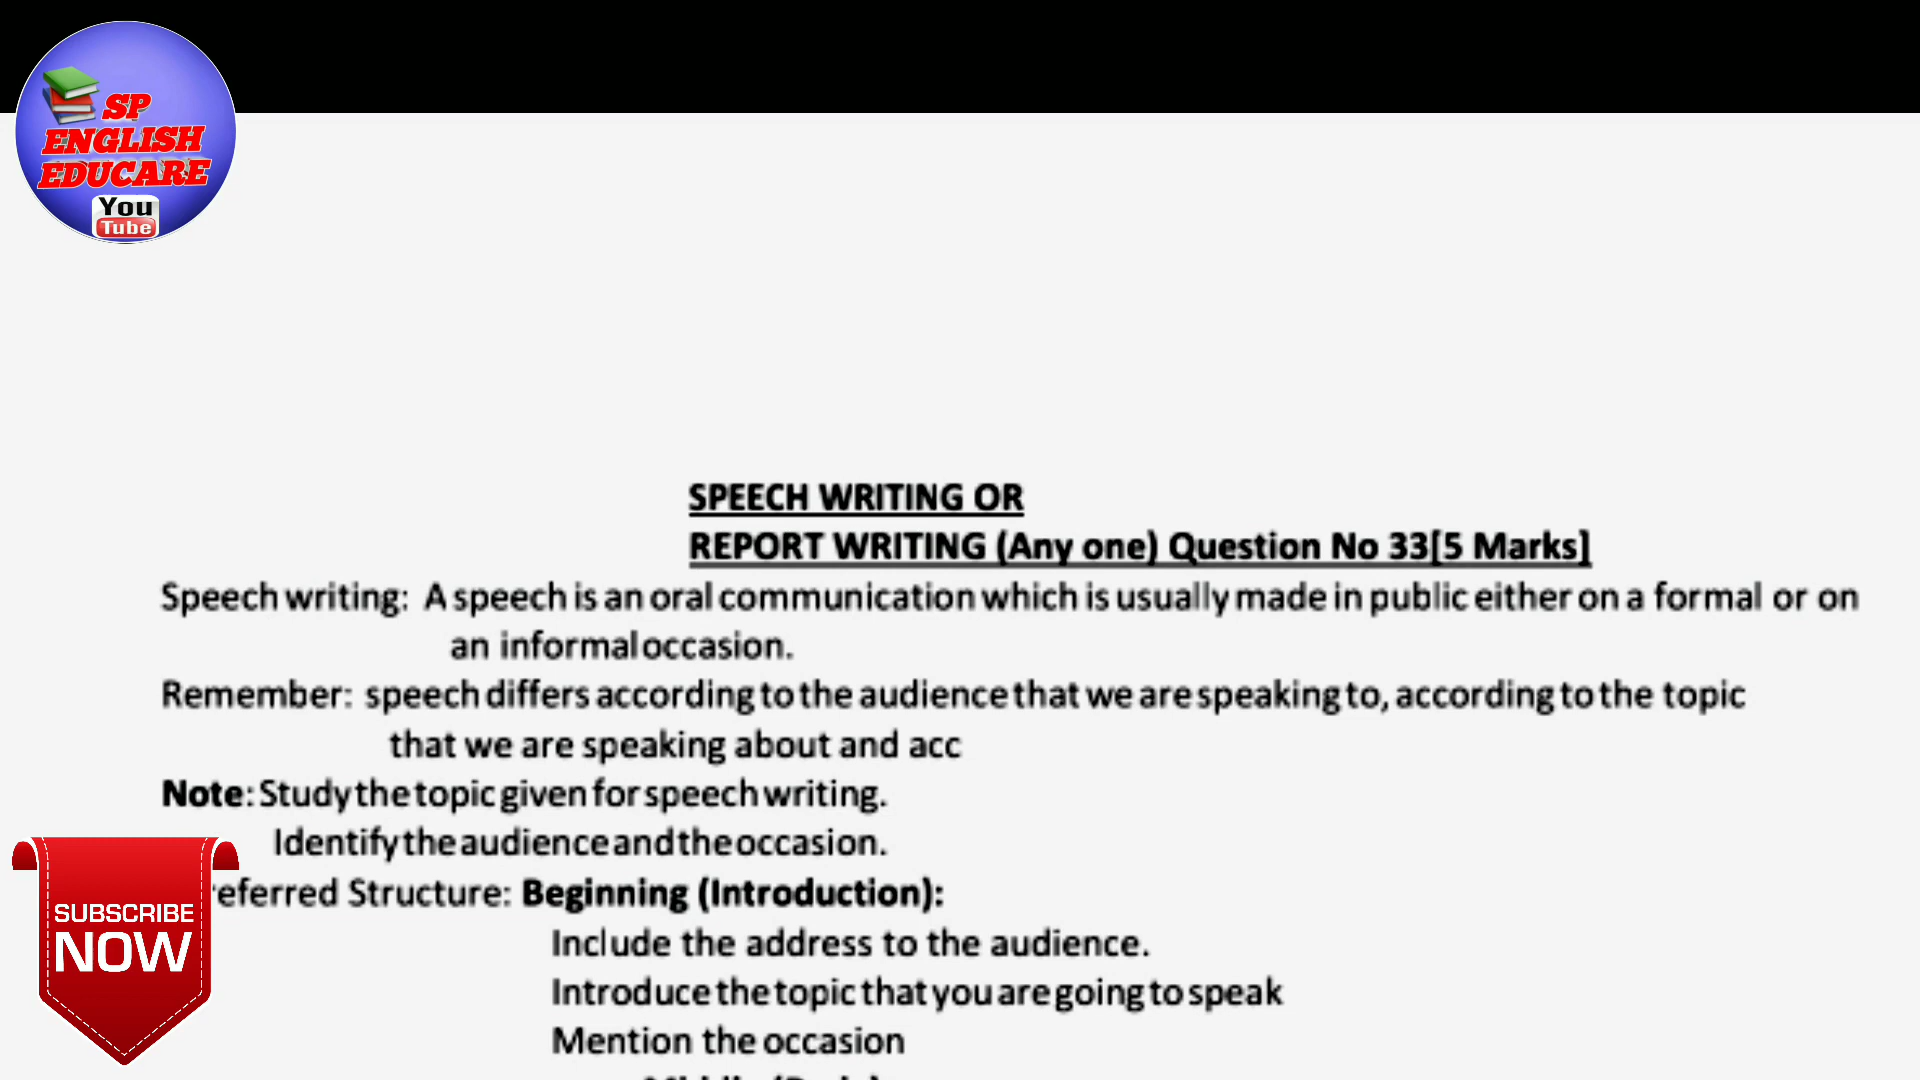 SP
ENGLISH
EDUCARE
You
Tube
SPEECH WRITING OR
REPORT WRITING (Any one) Question No 33[5 Marks]
Speech writing: A speech is an oral communication which is usually made in public either on a formal or on
an informal occasion.
Remember: speech differs according to the audience that we are speaking to, according to the topic
that we are speaking about and acc
Note: Study the topic given for speech writing.
Identify the audience and the occasion.
referred Structure: Beginning (Introduction):
Include the address to the audience.
Introduce the topic that you are going to speak
Mention the occasion
SUBSCRIBE
NOW